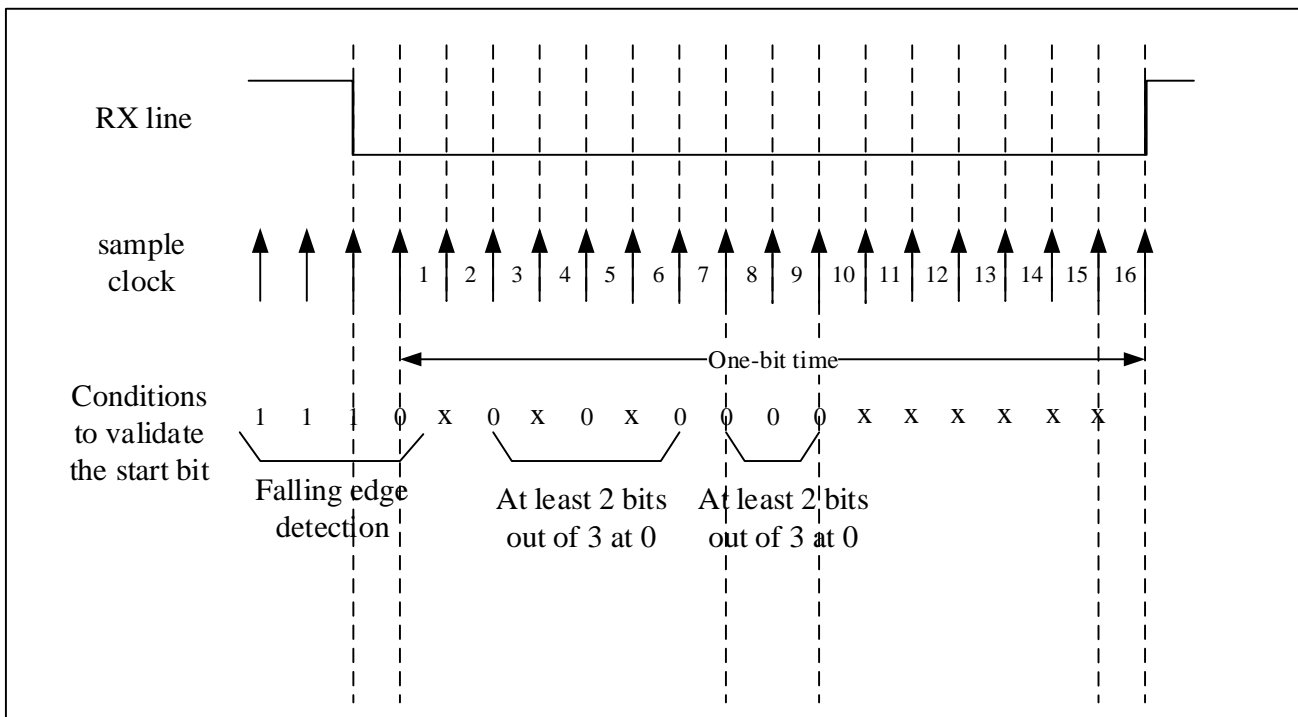 RX line
sample
clock
1 2 3 4 5 6 7 8 9 10 11 12 13 14 15 16
One-bit time
Conditions
to validate
the start bit
1 1 1 0 x 0 x 0 x 0 0 0 0 x x x x x x
Falling edge
detection
At least 2 bits
out of 3 at 0
At least 2 bits
out of 3 at 0